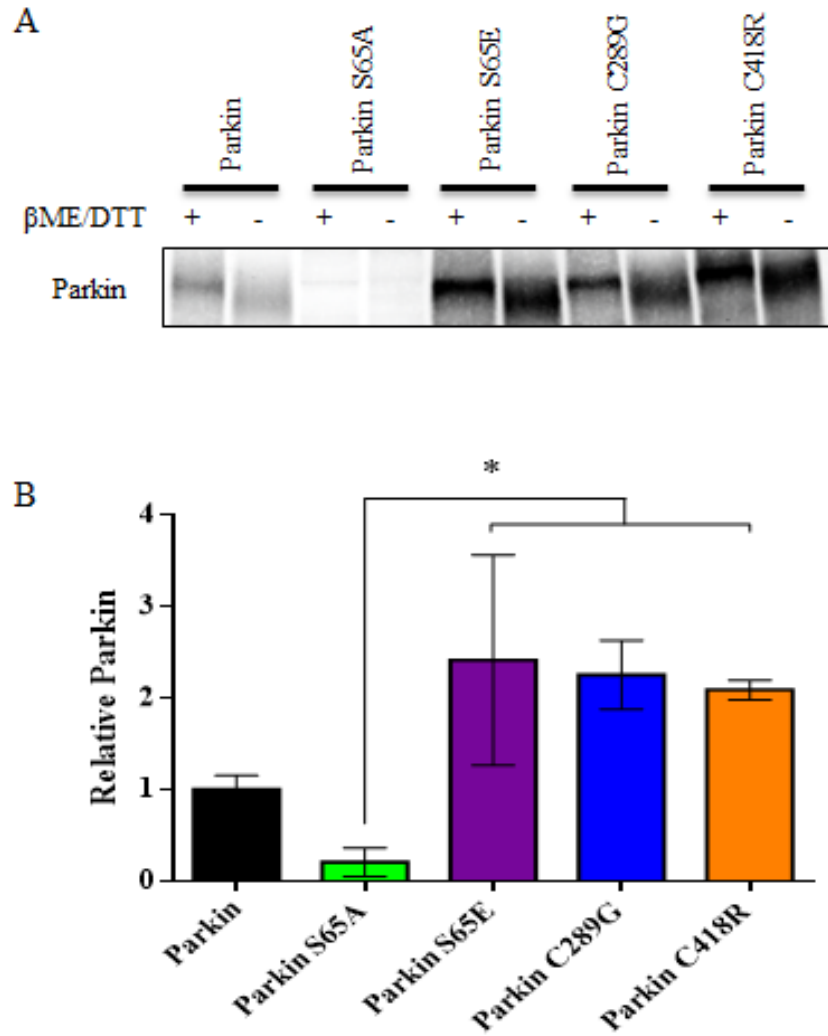 A
Parkin
Parkin S65A
Parkin S65E
Parkin C289G
Parkin C418R
βME/DTT + - + - + - + - + -
Parkin
B
*
4
3
2
1
0
Relative Parkin
Parkin
Parkin S65A
Parkin S65E
Parkin C289G
Parkin C418R